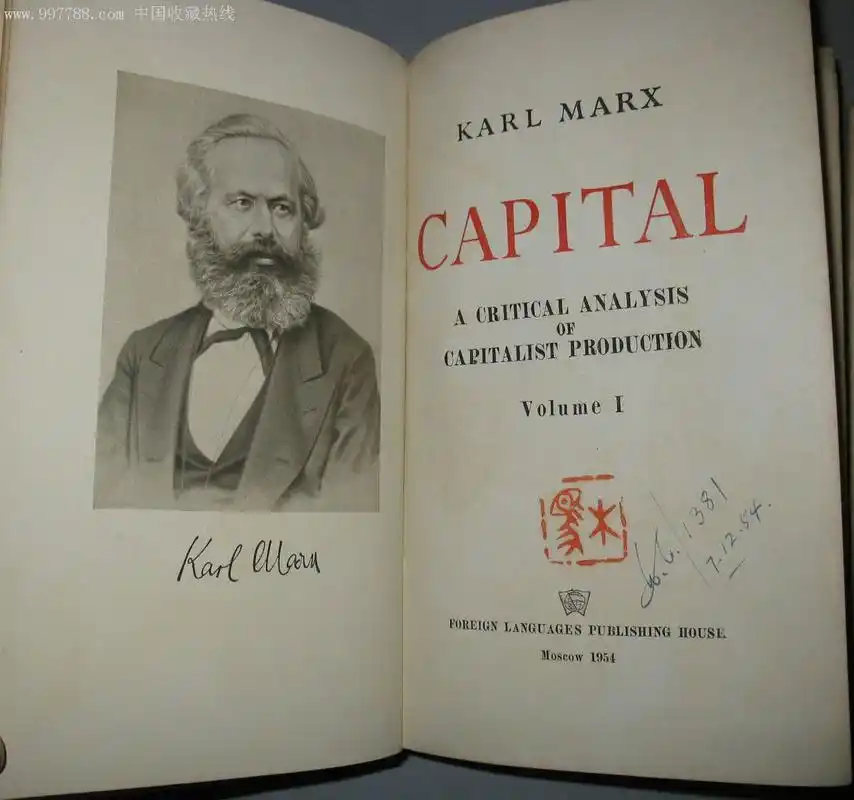 www.997788.com 中国收藏热线
Karl Marx
KARL MARX
CAPITAL
A CRITICAL ANALYSIS
OF
CAPITALIST PRODUCTION
Volume I
1381
7.12.54.
FOREIGN LANGUAGES PUBLISHING HOUSE
Moscow 1954